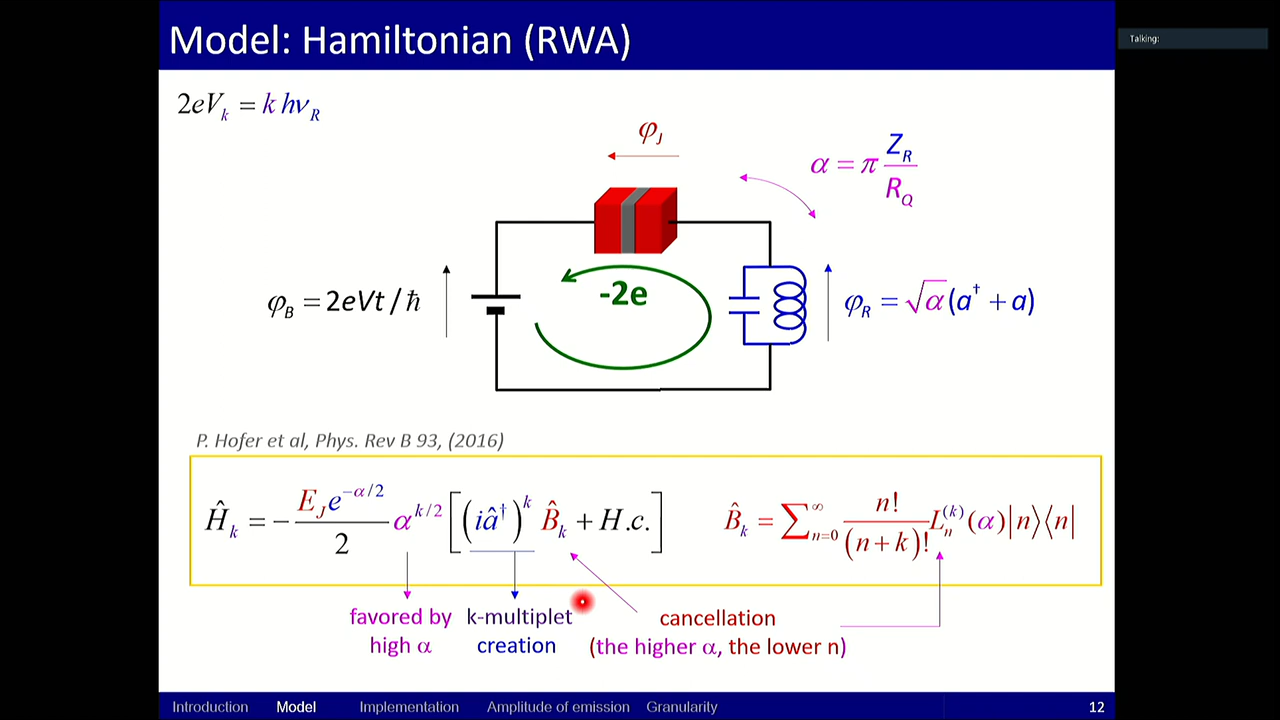 Model: Hamiltonian (RWA)
Talking:
2eV_k = k hν_R
φ_J
α = π Z_R / R_Q
φ_B = 2eVt / ħ
-2e
φ_R = √α (a† + a)
P. Hofer et al, Phys. Rev B 93, (2016)
Ĥ_k = − E_J e^{−α/2} / 2 α^{k/2} [(iâ†)^k B̂_k + H.c.]
B̂_k = ∑_{n=0}^{∞} n! / (n + k)! L_n^{(k)} (α)|n⟩⟨n|
favored by
high α
k-multiplet
creation
cancellation
(the higher α, the lower n)
Introduction Model Implementation Amplitude of emission Granularity 12